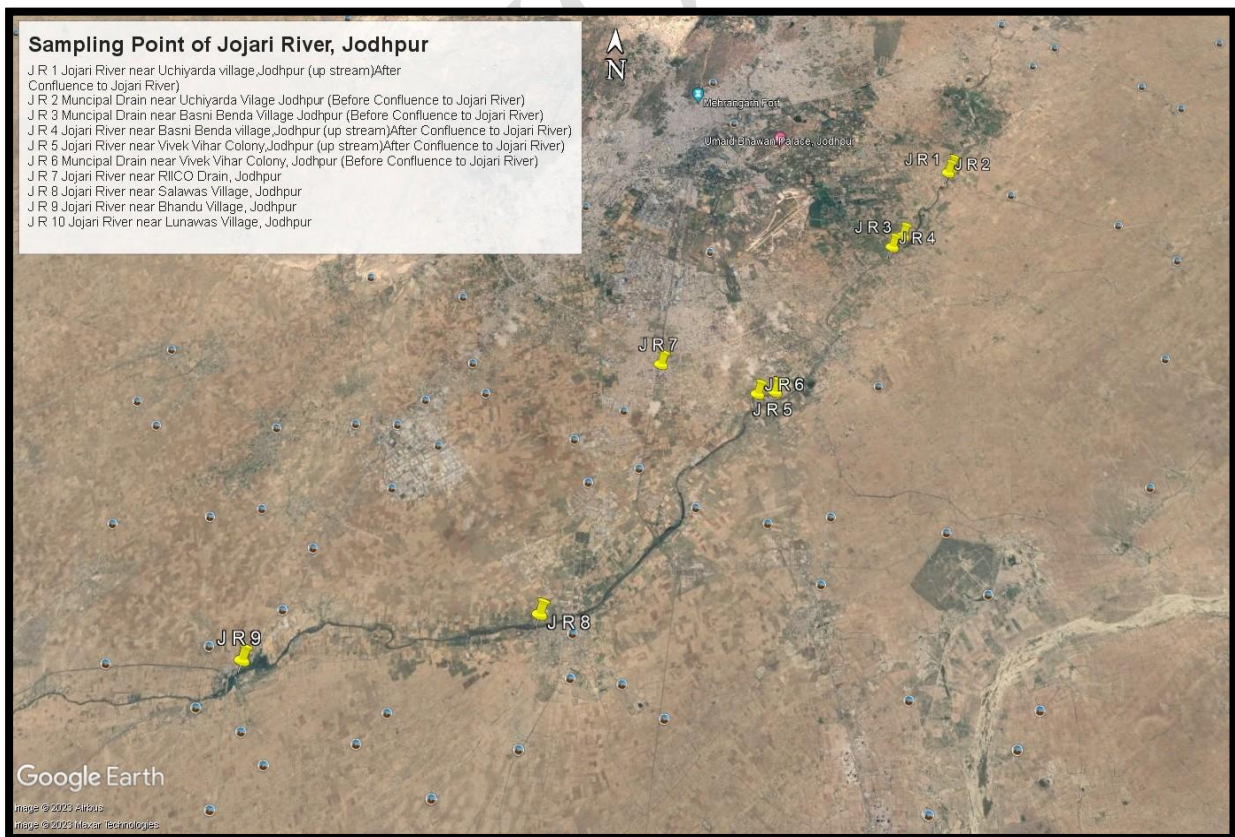 Sampling Point of Jojari River, Jodhpur
J R 1 Jojari River near Uchiyarda village,Jodhpur (up stream)After
Confluence to Jojari River)
J R 2 Muncipal Drain near Uchiyarda Vilage Jodhpur (Before Confluence to Jojari River)
J R 3 Muncipal Drain near Basni Benda Village Jodhpur (Before Confluence to Jojari River)
J R 4 Jojari River near Basni Benda village,Jodhpur (up stream)After Confluence to Jojari River)
J R 5 Jojari River near Vivek Vihar Colony,Jodhpur (up stream)After Confluence to Jojari River)
J R 6 Muncipal Drain near Vivek Vihar Colony, Jodhpur (Before Confluence to Jojari River)
J R 7 Jojari River near RIICO Drain, Jodhpur
J R 8 Jojari River near Salawas Village, Jodhpur
J R 9 Jojari River near Bhandu Village, Jodhpur
J R 10 Jojari River near Lunawas Village, Jodhpur
N
Mehrangarh Fort
Umaid Bhawan Palace, Jodhpur
J R 1
J R 2
J R 3
J R 4
J R 7
J R 6
J R 5
J R 8
J R 9
Google Earth
Image © 2023 Airbus
Image © 2023 Maxar Technologies